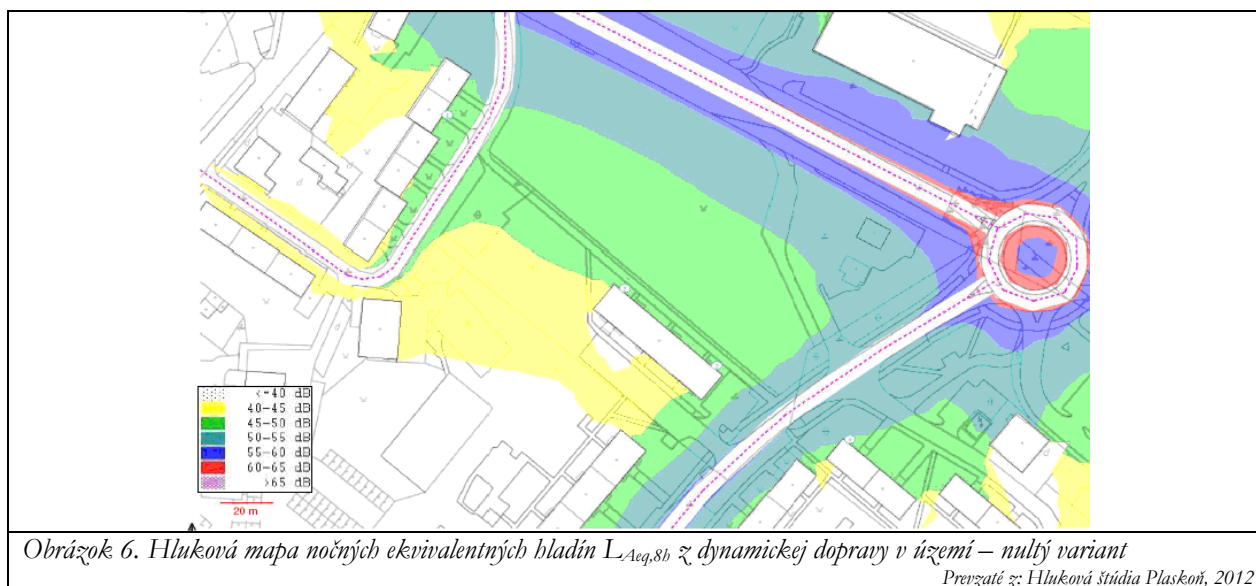 <-40 dB
40-45 dB
45-50 dB
50-55 dB
55-60 dB
60-65 dB
>65 dB
20 m
Obrázok 6. Hluková mapa nočných ekvivalentných hladín LAeq,8h z dynamickej dopravy v území – nultý variant
Prevzaté z: Hluková štúdia Plaskoň, 2012